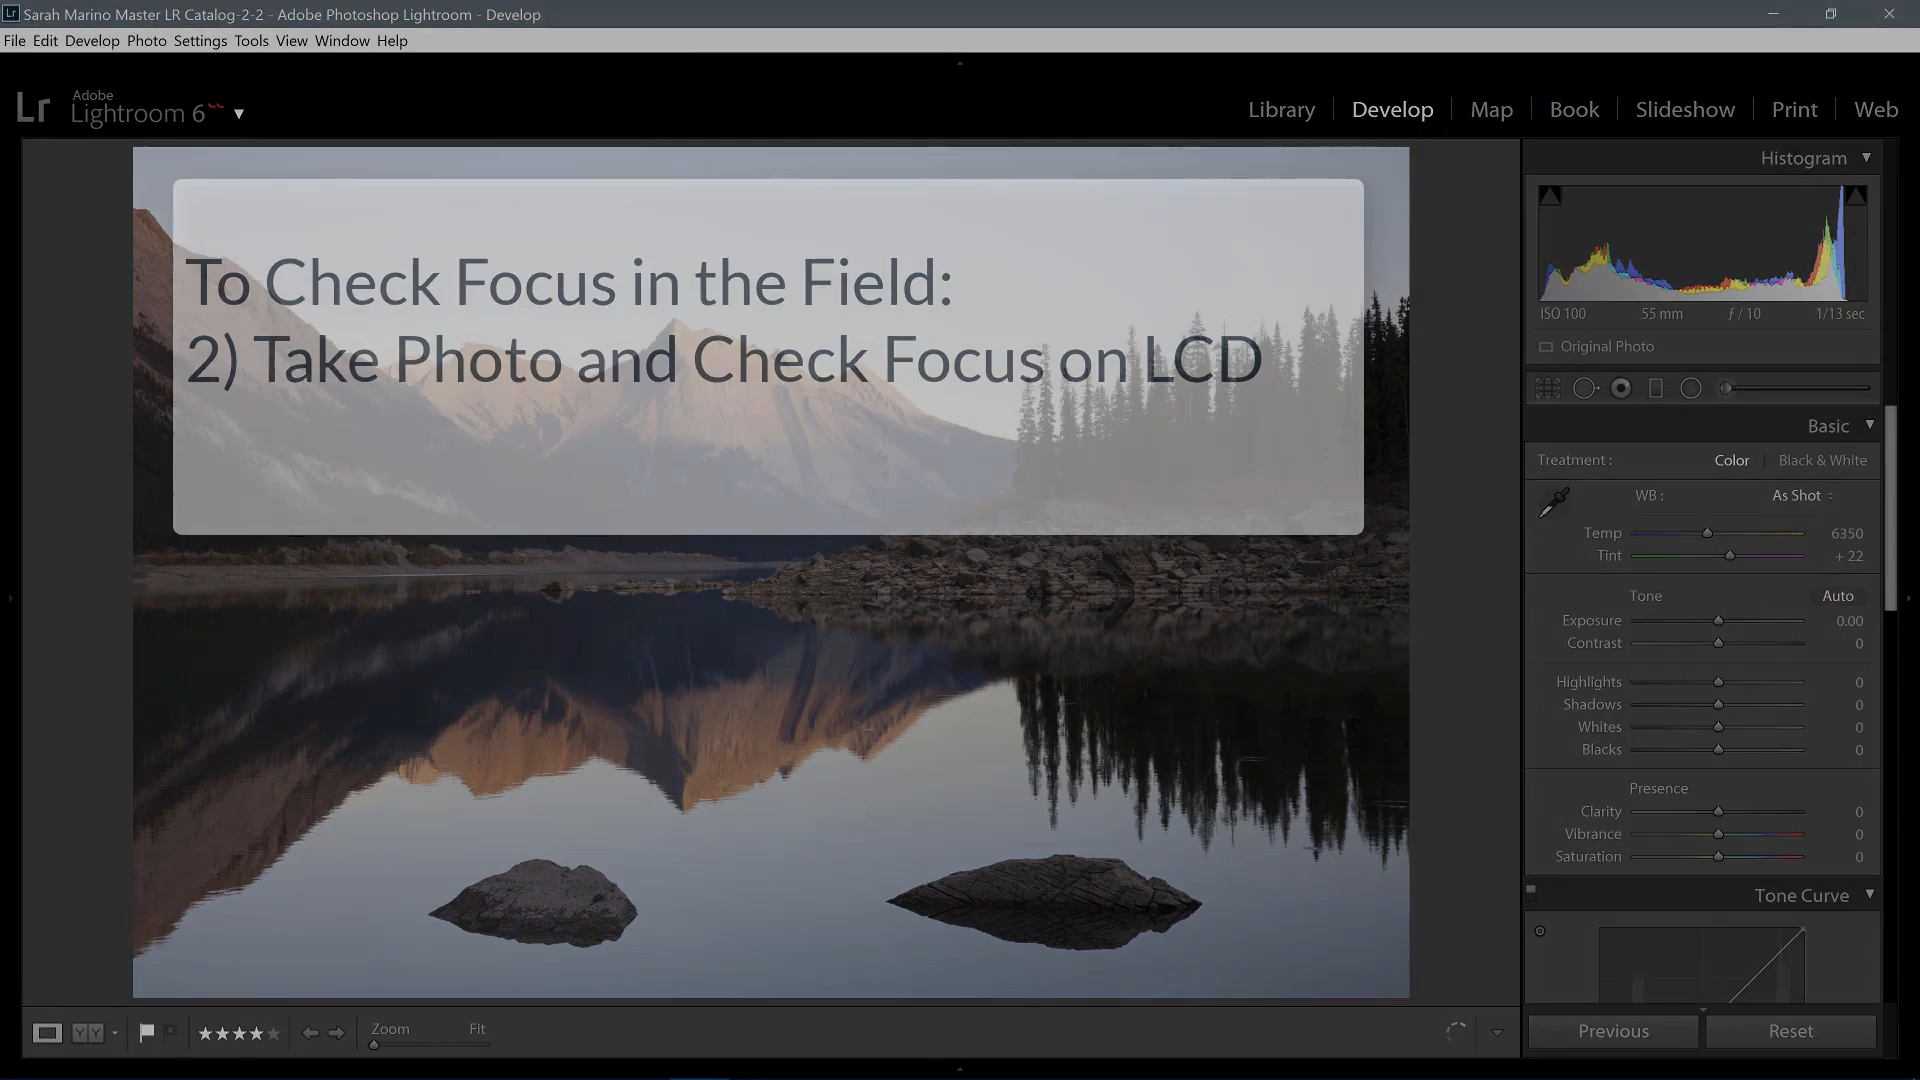 Lr Sarah Marino Master LR Catalog-2-2 - Adobe Photoshop Lightroom - Develop
File Edit Develop Photo Settings Tools View Window Help
Lr Adobe
Lightroom 6
Library Develop Map Book Slideshow Print Web
Histogram
ISO 100 55 mm ƒ / 10 1/13 sec
Original Photo
To Check Focus in the Field:
2) Take Photo and Check Focus on LCD
Basic
Treatment : Color Black & White
WB : As Shot
Temp 6350
Tint + 22
Tone Auto
Exposure 0.00
Contrast 0
Highlights 0
Shadows 0
Whites 0
Blacks 0
Presence
Clarity 0
Vibrance 0
Saturation 0
Tone Curve
YY Zoom Fit
Previous Reset